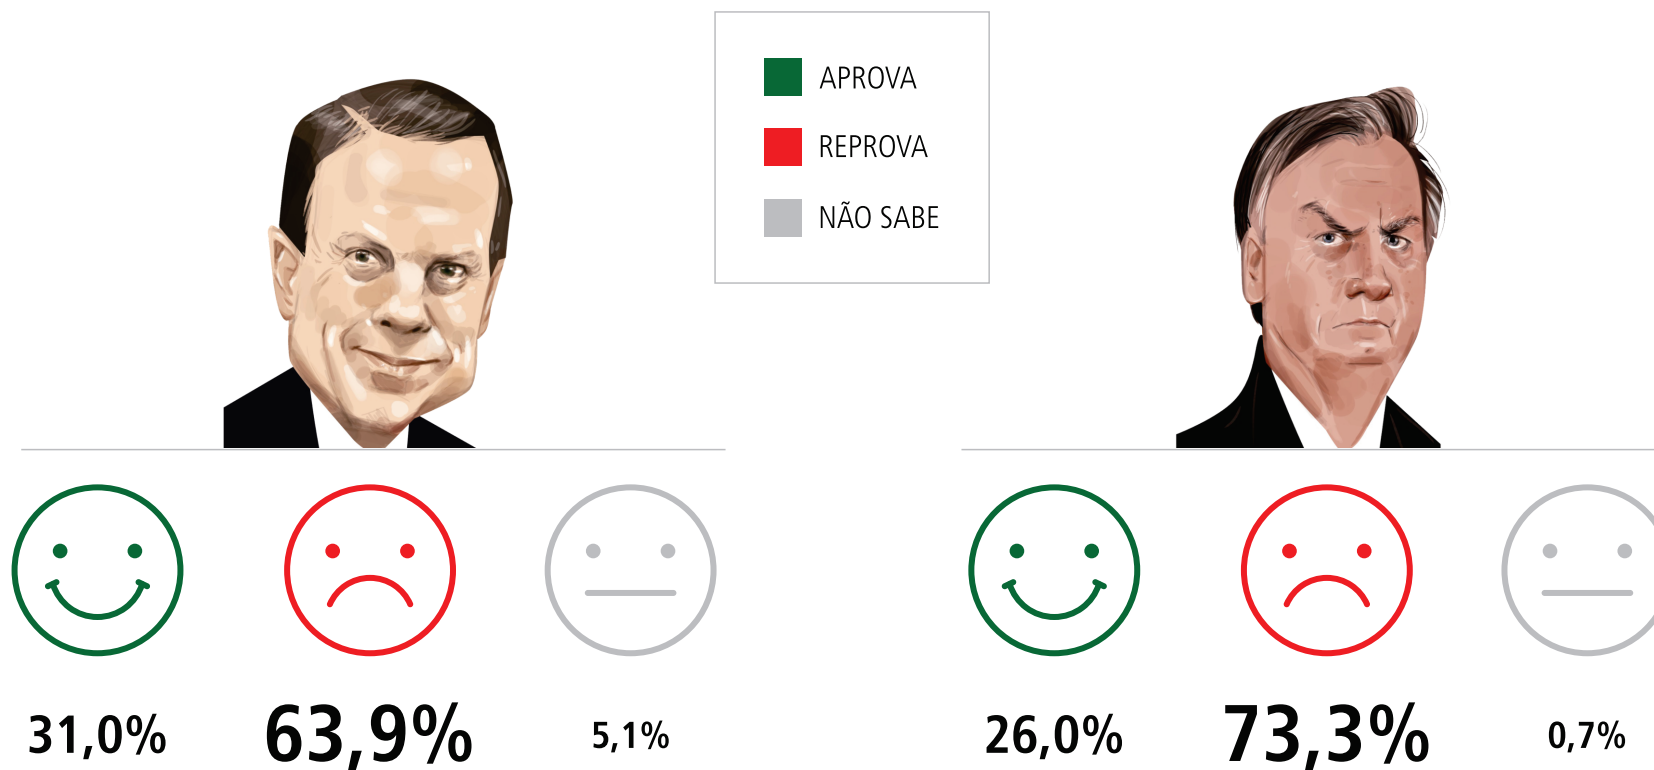 APROVA
REPROVA
NÃO SABE
31,0% 63,9% 5,1%
26,0% 73,3% 0,7%